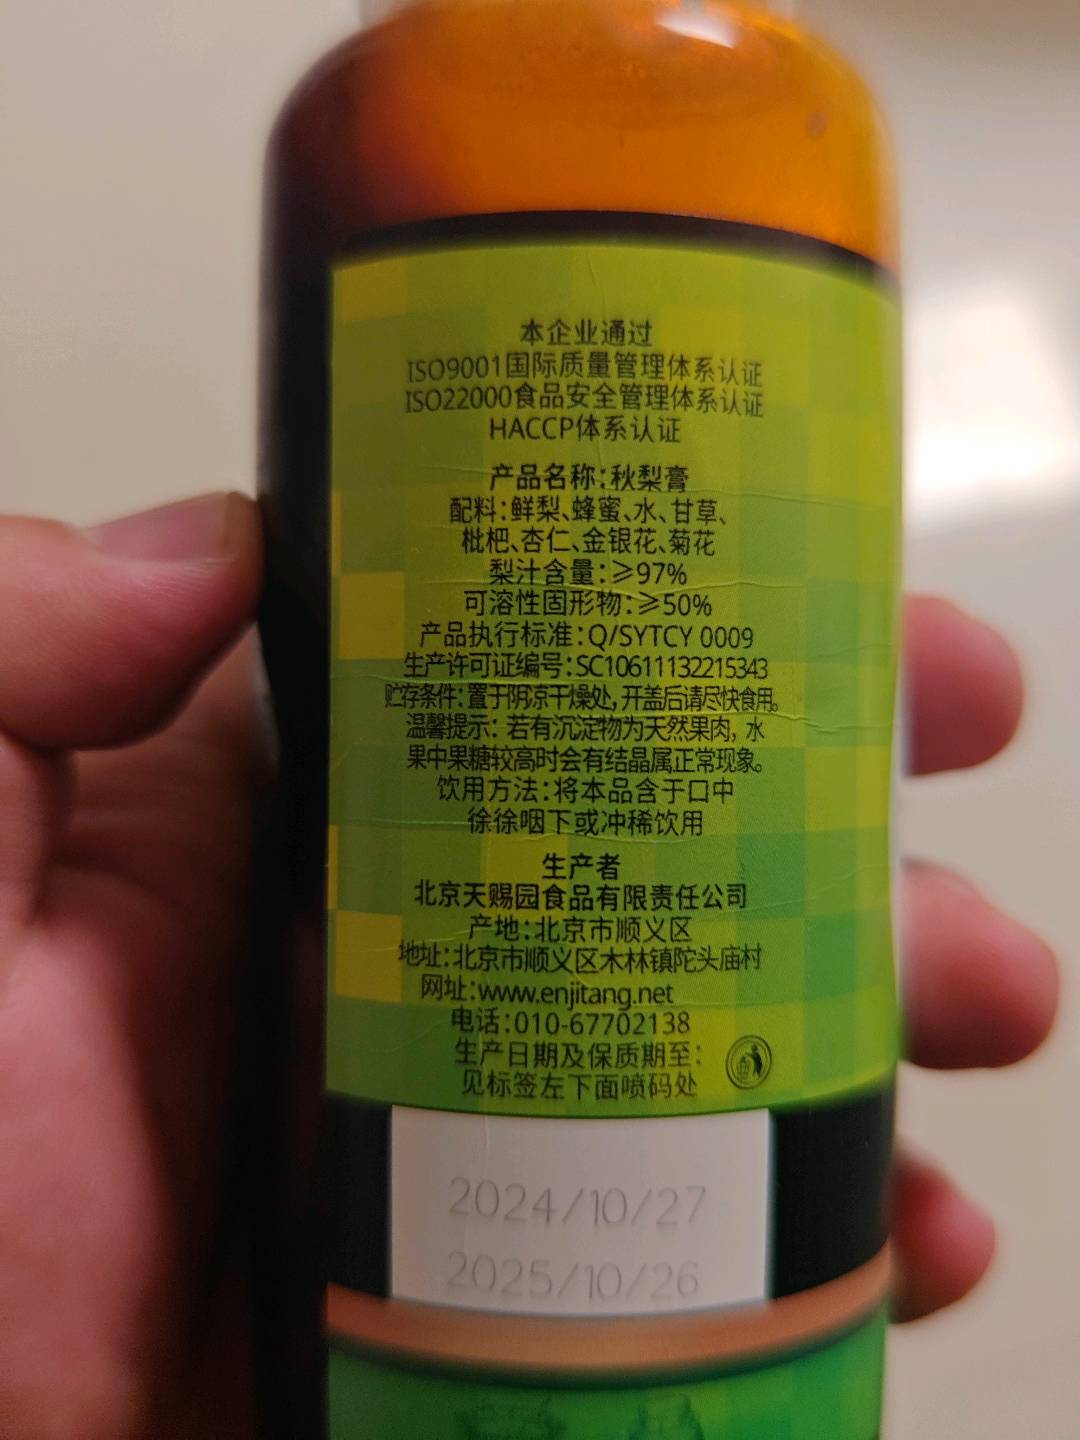 本企业通过
ISO9001国际质量管理体系认证
ISO22000食品安全管理体系认证
HACCP体系认证
产品名称:秋梨膏
配料:鲜梨、蜂蜜、水、甘草、
枇杷、杏仁、金银花、菊花
梨汁含量:≥97%
可溶性固形物:≥50%
产品执行标准:Q/SYTCY 0009
生产许可证编号:SC10611132215343
贮存条件:置于阴凉干燥处,开盖后请尽快食用。
温馨提示:若有沉淀物为天然果肉,水
果中果糖较高时会有结晶属正常现象。
饮用方法:将本品含于口中
徐徐咽下或冲稀饮用
生产者
北京天赐园食品有限责任公司
产地:北京市顺义区
地址:北京市顺义区木林镇陀头庙村
网址:www.enjitang.net
电话:010-67702138
生产日期及保质期至:
见标签左下面喷码处
2024/10/27
2025/10/26